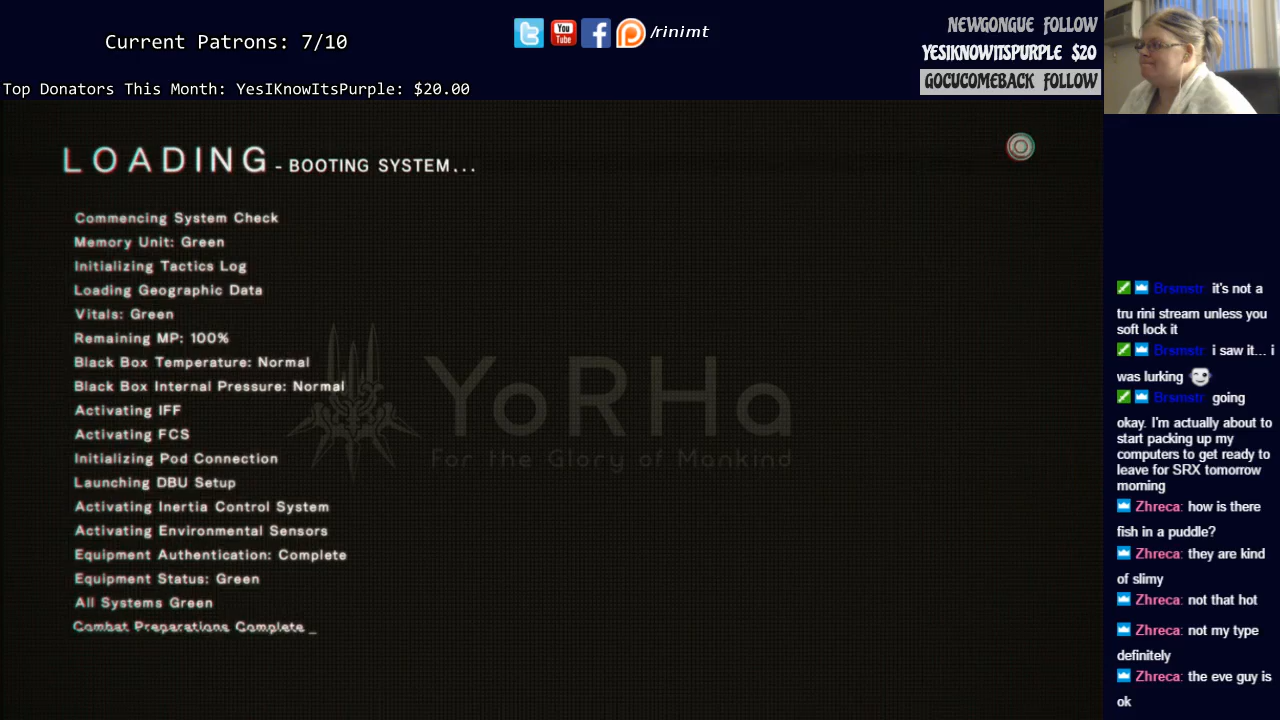 Current Patrons: 7/10
/rinimt
You Tube
NEWGONGUE FOLLOW
YESIKNOWITSPURPLE $20
GOCUCOMEBACK FOLLOW
Top Donators This Month: YesIKnowItsPurple: $20.00
LOADING - BOOTING SYSTEM...
Commencing System Check
Memory Unit: Green
Initializing Tactics Log
Loading Geographic Data
Vitals: Green
Remaining MP: 100%
Black Box Temperature: Normal
Black Box Internal Pressure: Normal
Activating IFF
Activating FCS
Initializing Pod Connection
Launching DBU Setup
Activating Inertia Control System
Activating Environmental Sensors
Equipment Authentication: Complete
Equipment Status: Green
All Systems Green
Combat Preparations Complete _
YoRHa
For the Glory of Mankind
Brsmstr it's not a
tru rini stream unless you
soft lock it
Brsmstr i saw it... i
was lurking
Brsmstr going
okay. I'm actually about to
start packing up my
computers to get ready to
leave for SRX tomorrow
morning
Zhreca: how is there
fish in a puddle?
Zhreca: they are kind
of slimy
Zhreca: not that hot
Zhreca: not my type
definitely
Zhreca: the eve guy is
ok